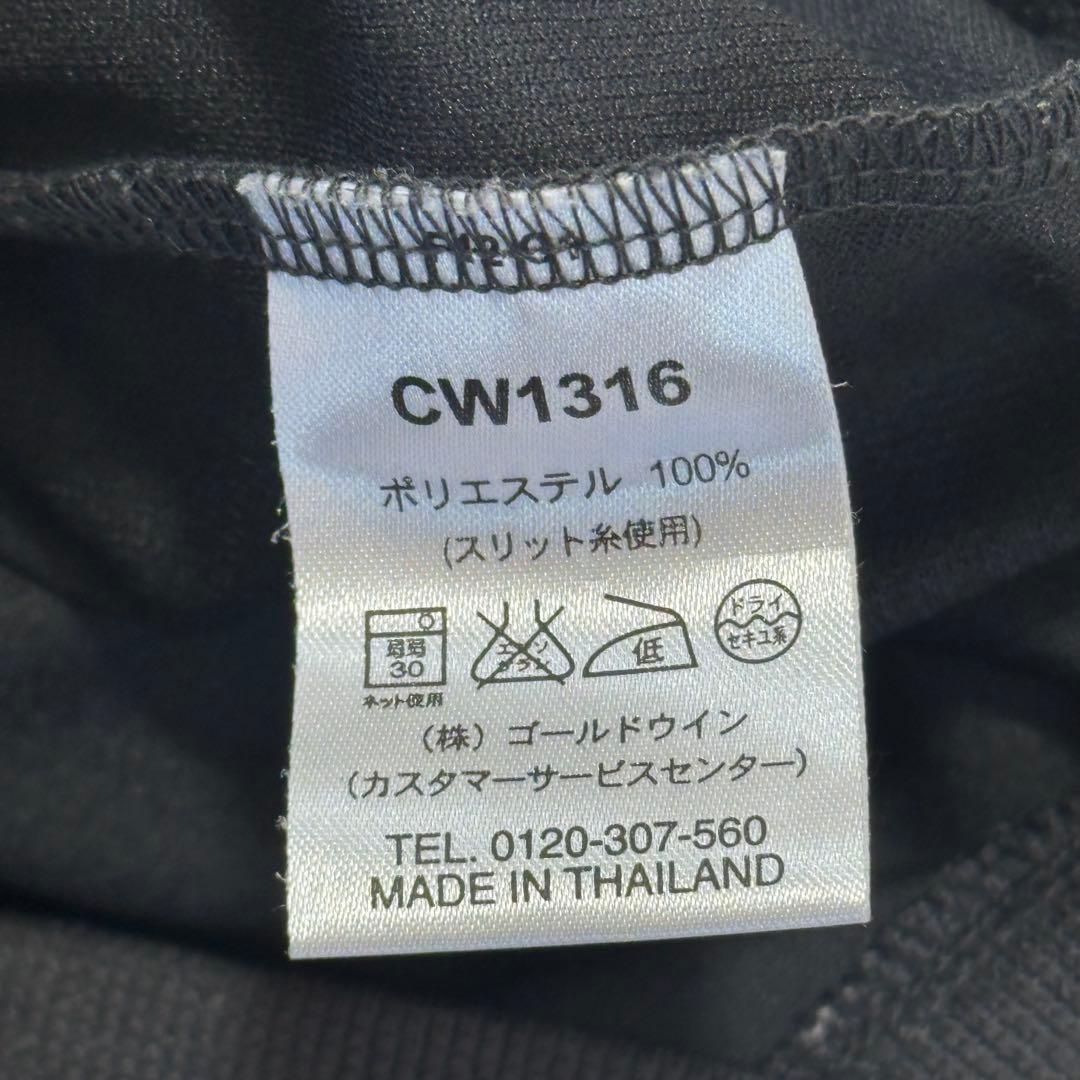 CW1316
ポリエステル 100%
(スリット糸使用)
弱
30
ネット使用
エンソ
サラシ
低
ドライ
セキユ系
(株) ゴールドウイン
(カスタマーサービスセンター)
TEL. 0120-307-560
MADE IN THAILAND